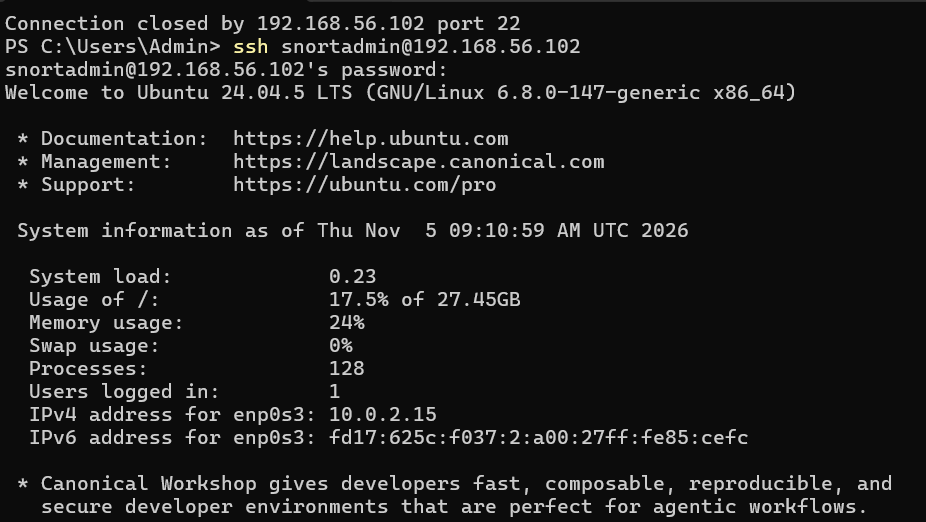 Connection closed by 192.168.56.102 port 22
PS C:\Users\Admin> ssh snortadmin@192.168.56.102
snortadmin@192.168.56.102's password:
Welcome to Ubuntu 24.04.5 LTS (GNU/Linux 6.8.0-147-generic x86_64)

 * Documentation:  https://help.ubuntu.com
 * Management:     https://landscape.canonical.com
 * Support:        https://ubuntu.com/pro

 System information as of Thu Nov  5 09:10:59 AM UTC 2026

  System load:             0.23
  Usage of /:              17.5% of 27.45GB
  Memory usage:            24%
  Swap usage:              0%
  Processes:               128
  Users logged in:         1
  IPv4 address for enp0s3: 10.0.2.15
  IPv6 address for enp0s3: fd17:625c:f037:2:a00:27ff:fe85:cefc

 * Canonical Workshop gives developers fast, composable, reproducible, and
   secure developer environments that are perfect for agentic workflows.